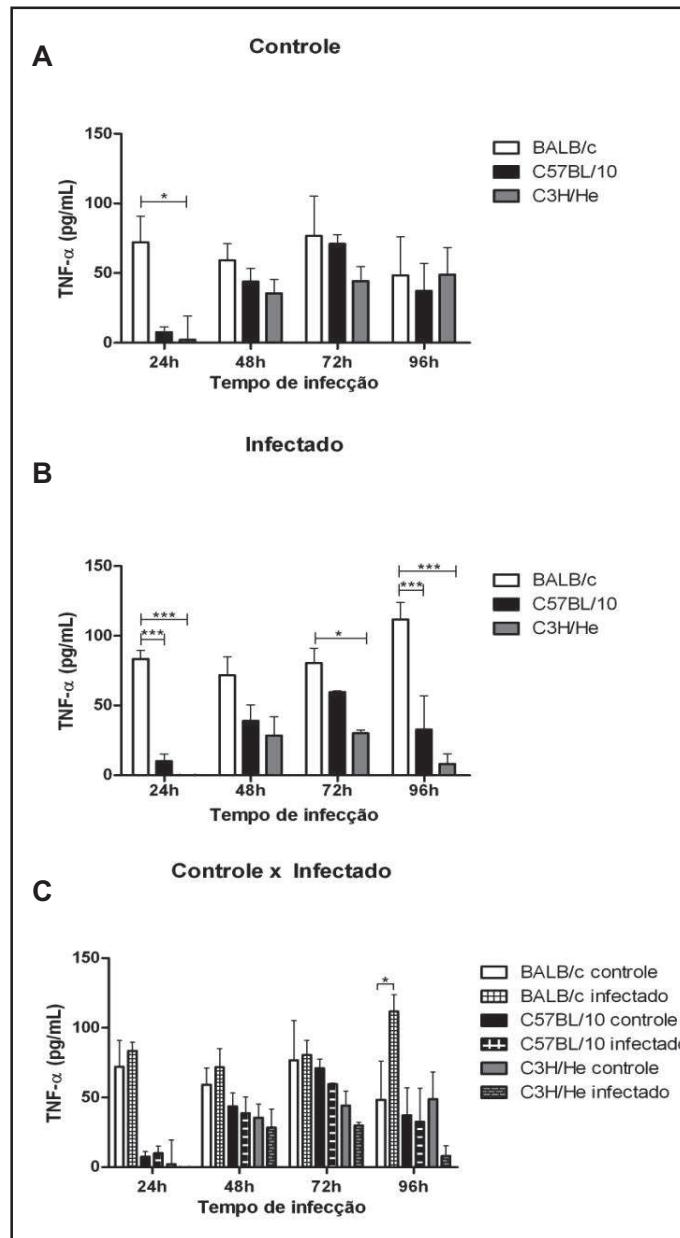 A
Controle
150
100
50
0
TNF-α (pg/mL)
*
BALB/c
C57BL/10
C3H/He
24h 48h 72h 96h
Tempo de infecção
Infectado
B
150
100
50
0
TNF-α (pg/mL)
***
***
*
***
***
BALB/c
C57BL/10
C3H/He
24h 48h 72h 96h
Tempo de infecção
Controle x Infectado
C
150
100
50
0
TNF-α (pg/mL)
*
BALB/c controle
BALB/c infectado
C57BL/10 controle
C57BL/10 infectado
C3H/He controle
C3H/He infectado
24h 48h 72h 96h
Tempo de infecção